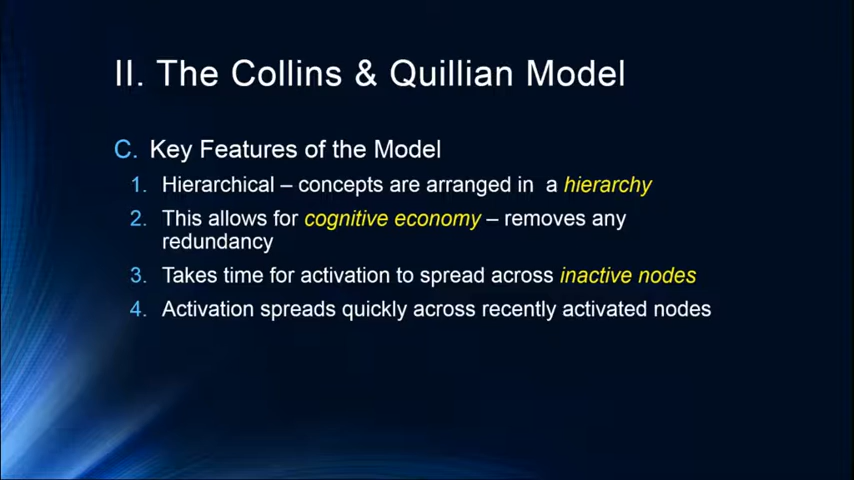 II. The Collins & Quillian Model
C. Key Features of the Model
1. Hierarchical – concepts are arranged in a hierarchy
2. This allows for cognitive economy – removes any
redundancy
3. Takes time for activation to spread across inactive nodes
4. Activation spreads quickly across recently activated nodes